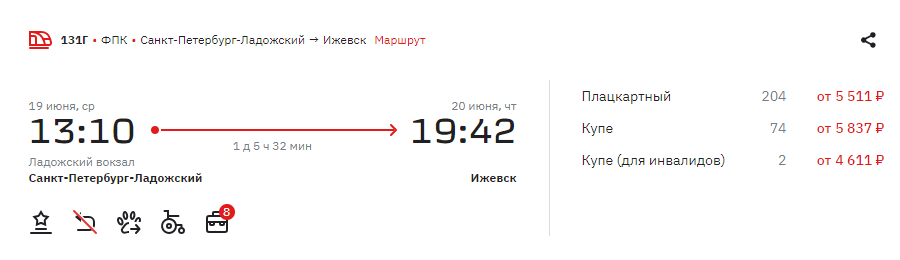 131Г • ФПК • Санкт-Петербург-Ладожский → Ижевск Маршрут
19 июня, ср
20 июня, чт
13:10
19:42
1 д 5 ч 32 мин
Ладожский вокзал
Санкт-Петербург-Ладожский
Ижевск
8
Плацкартный 204 от 5 511 ₽
Купе 74 от 5 837 ₽
Купе (для инвалидов) 2 от 4 611 ₽